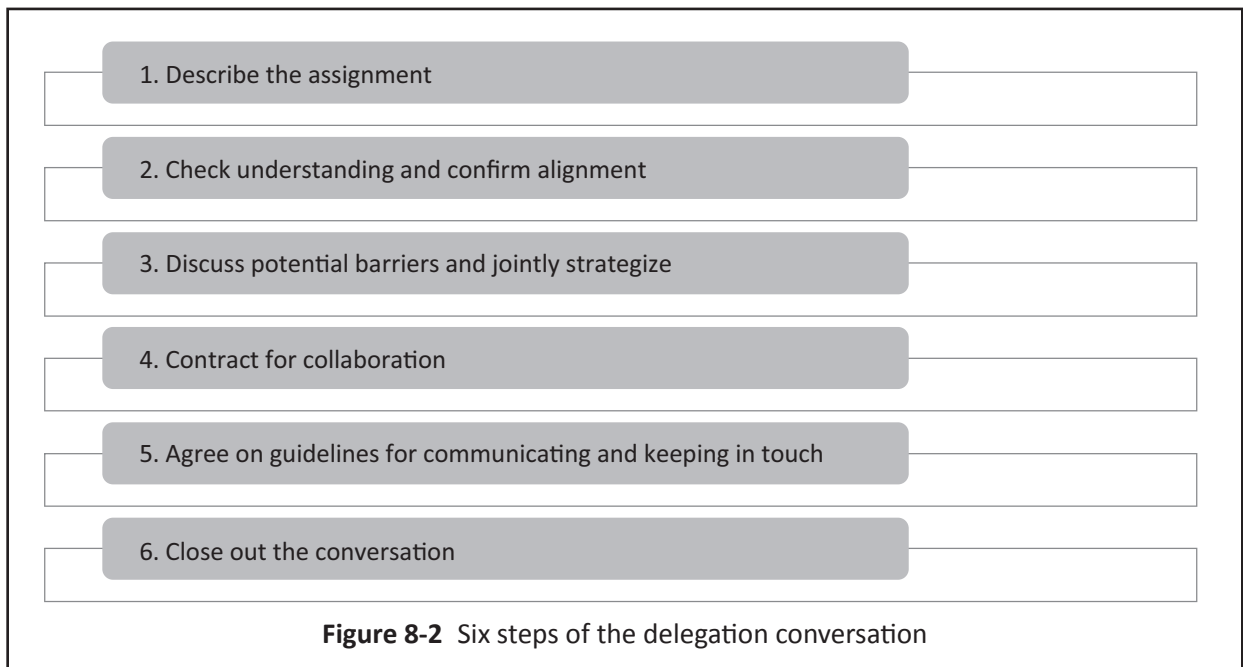 1. Describe the assignment
2. Check understanding and confirm alignment
3. Discuss potential barriers and jointly strategize
4. Contract for collaboration
5. Agree on guidelines for communicating and keeping in touch
6. Close out the conversation
Figure 8-2 Six steps of the delegation conversation